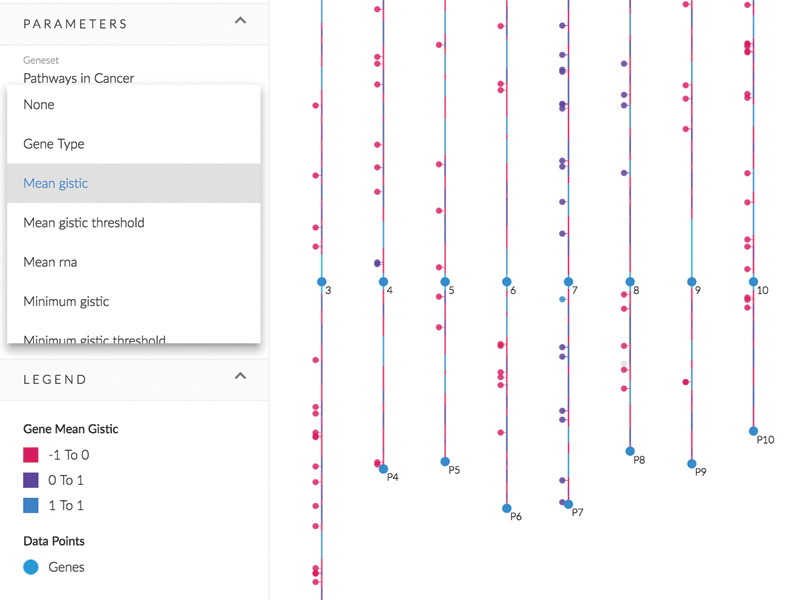 PARAMETERS
Geneset
Pathways in Cancer
None
Gene Type
Mean gistic
Mean gistic threshold
Mean rna
Minimum gistic
Minimum gistic threshold
LEGEND
Gene Mean Gistic
-1 To 0
0 To 1
1 To 1
Data Points
Genes
3 4 5 6 7 8 9 10
P10
P8
P5
P9
P4
P7
P6